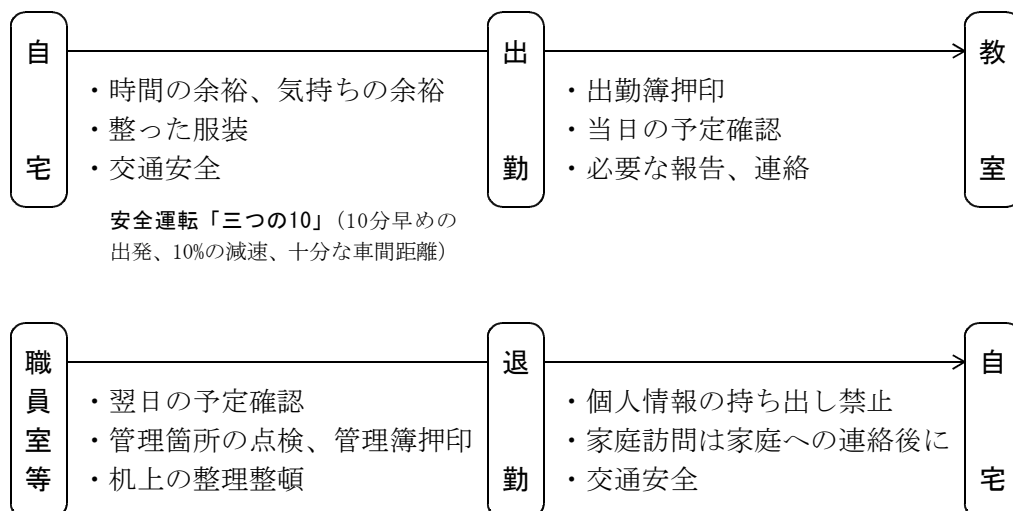 自宅
・時間の余裕、気持ちの余裕
・整った服装
・交通安全
安全運転「三つの10」(10分早めの
出発、10%の減速、十分な車間距離)
出勤
・出勤簿押印
・当日の予定確認
・必要な報告、連絡
教室
職員室等
・翌日の予定確認
・管理箇所の点検、管理簿押印
・机上の整理整頓
退勤
・個人情報の持ち出し禁止
・家庭訪問は家庭への連絡後に
・交通安全
自宅